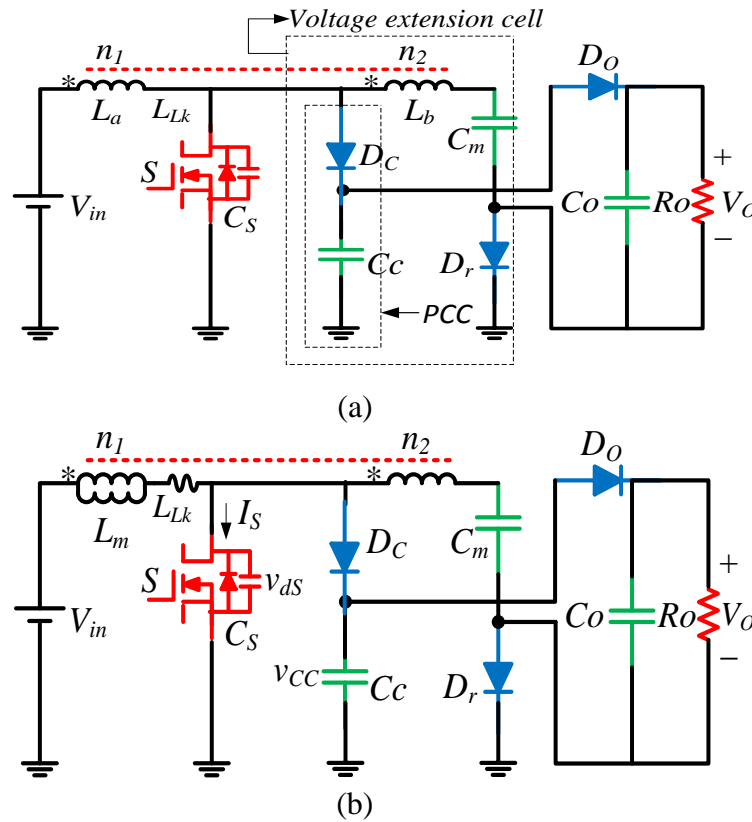 Voltage extension cell
n1 n2
* *
La LLk Lb
DO
Cm
S DC
Vin CS
Cc Dr
Co Ro VO
+
−
PCC
(a)
n1 n2
* *
Lm LLk IS
DO
DC Cm
S vdS
Vin CS
vCC Cc Dr
Co Ro VO
+
−
(b)